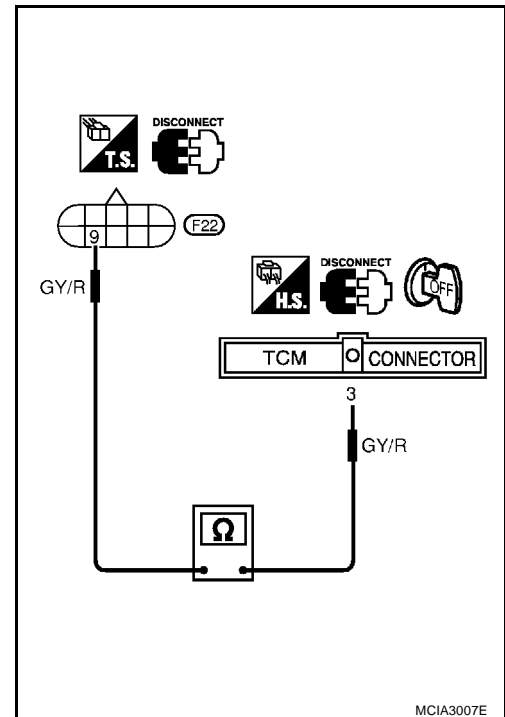 DISCONNECT
T.S.
9
F22
GY/R
DISCONNECT
H.S.
OFF
TCM CONNECTOR
3
GY/R
Ω
MCIA3007E